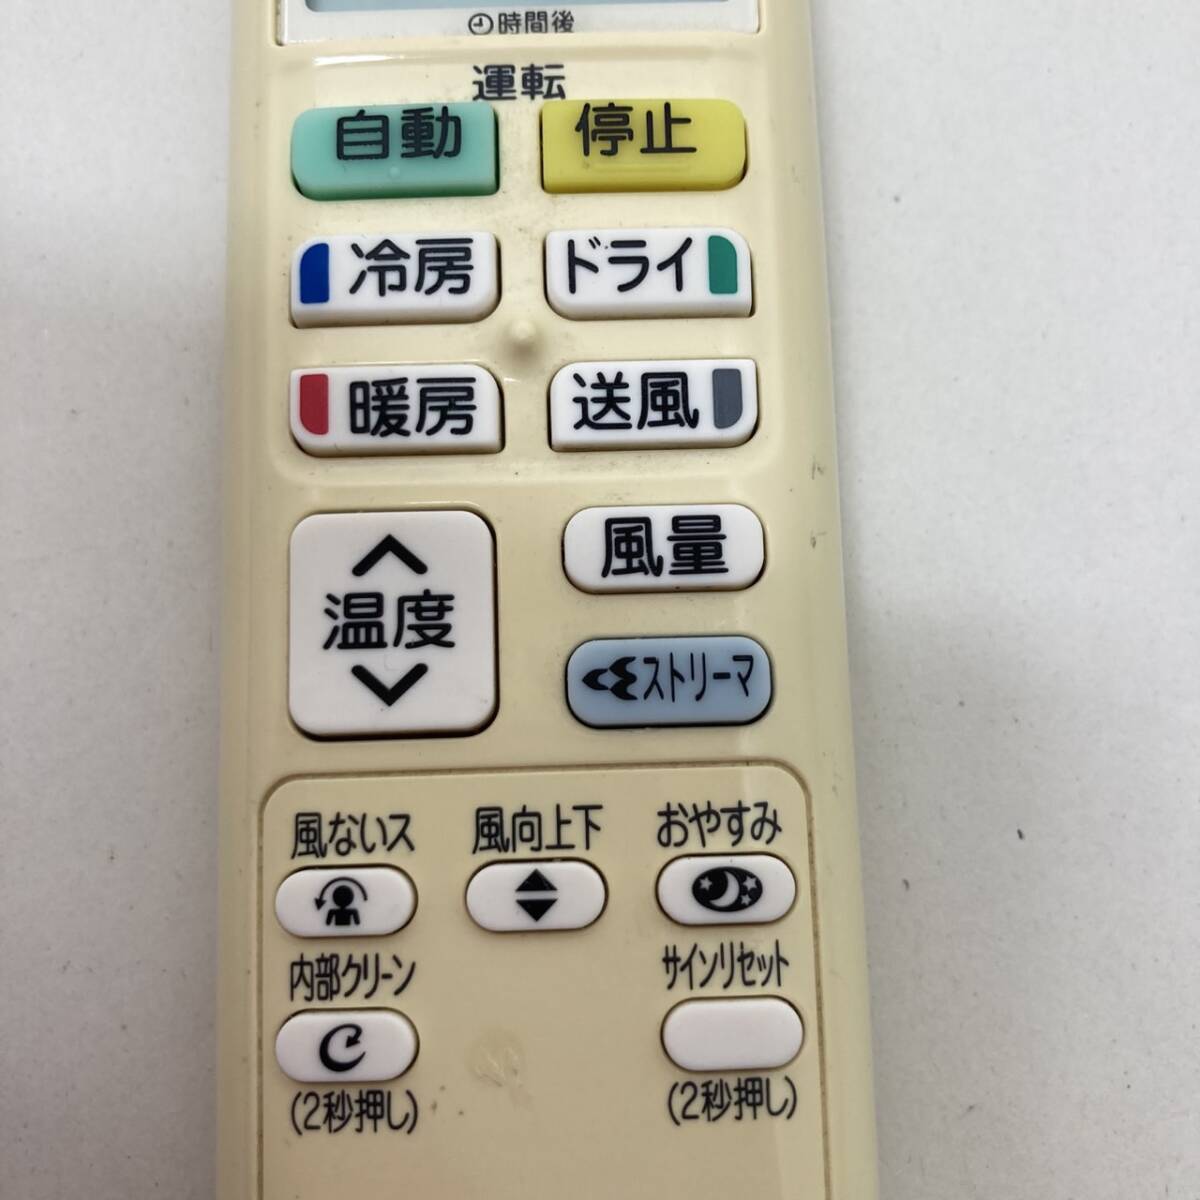 時間後
運転
自動
停止
冷房
ドライ
暖房
送風
温度
風量
ストリーマ
風ないス
風向上下
おやすみ
内部クリーン
サインリセット
(2秒押し)
(2秒押し)